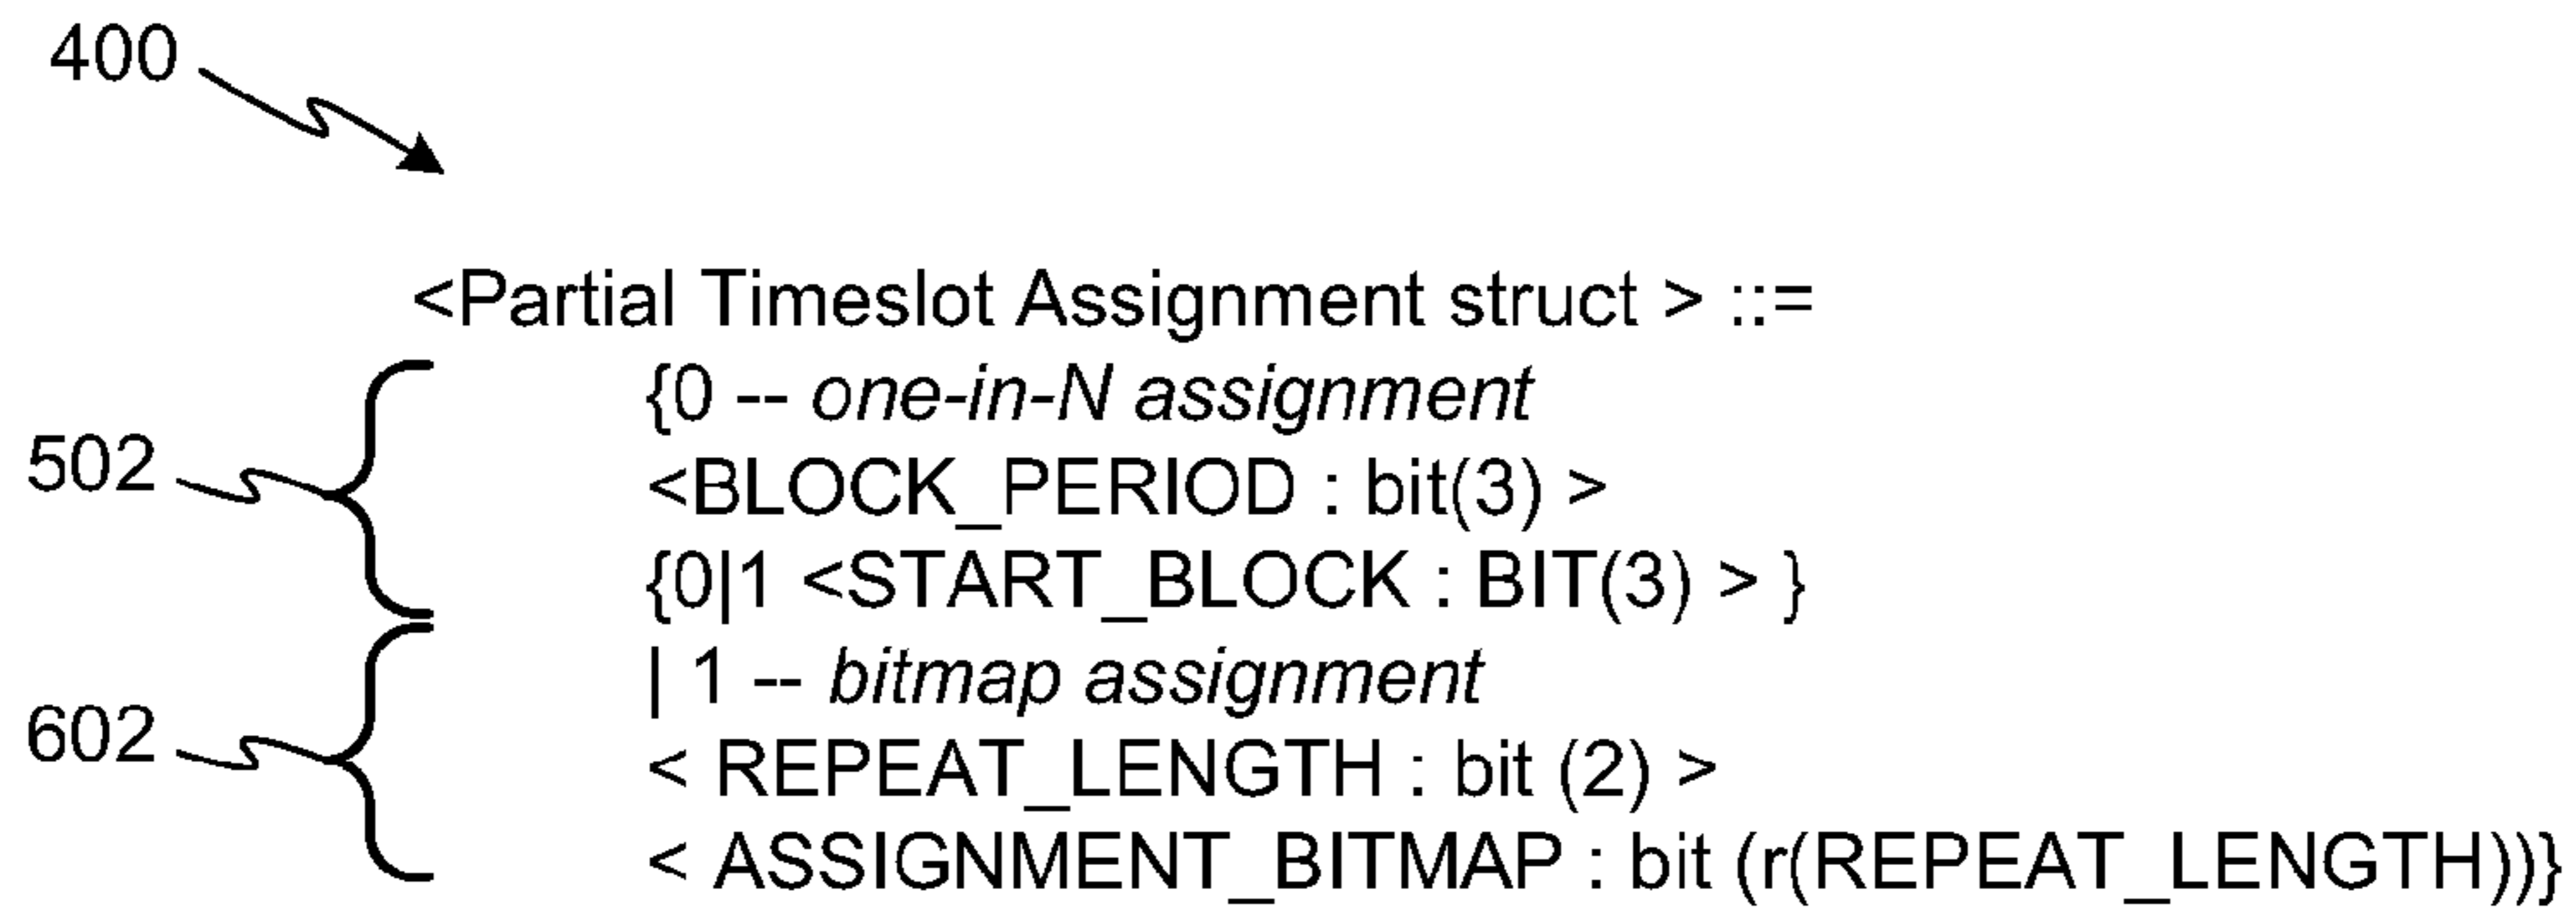 400
<Partial Timeslot Assignment struct > ::=
{0 -- one-in-N assignment
502
<BLOCK_PERIOD : bit(3) >
{0|1 <START_BLOCK : BIT(3) > }
| 1 -- bitmap assignment
602
< REPEAT_LENGTH : bit (2) >
< ASSIGNMENT_BITMAP : bit (r(REPEAT_LENGTH))}